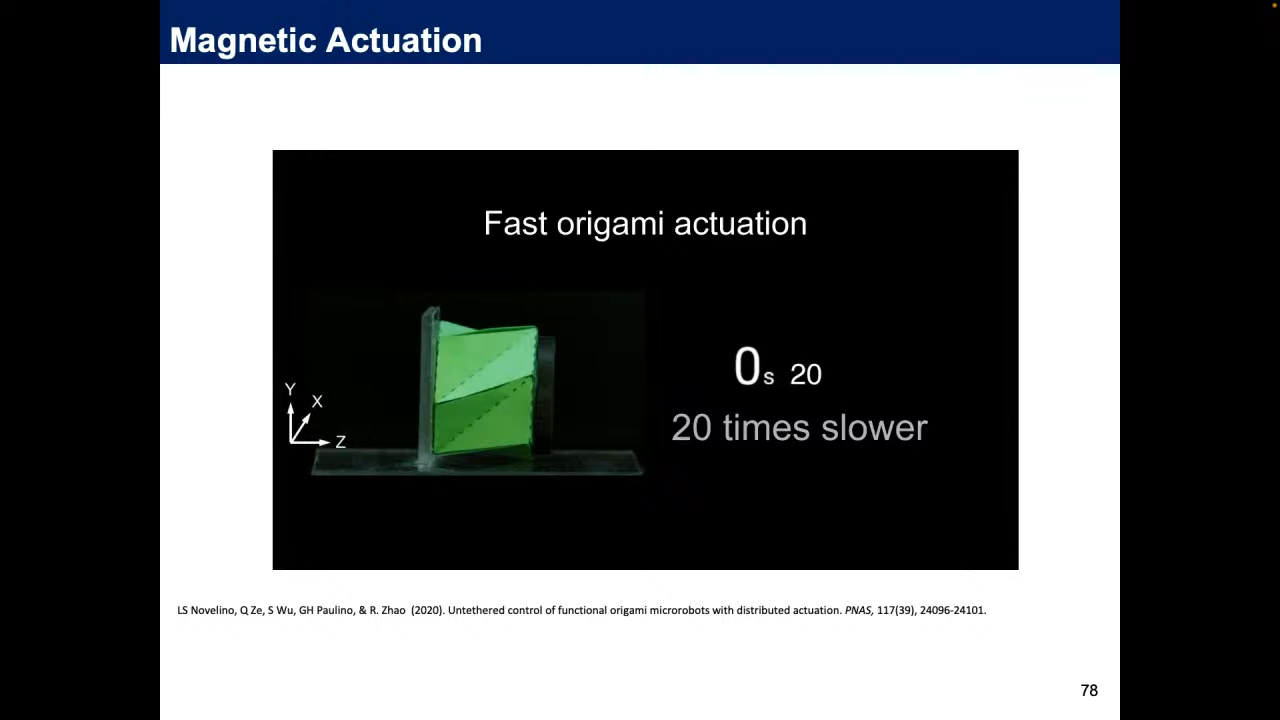 Magnetic Actuation
Fast origami actuation
0s 20
20 times slower
Y
X
Z
LS Novelino, Q Ze, S Wu, GH Paulino, & R. Zhao (2020). Untethered control of functional origami microrobots with distributed actuation. PNAS, 117(39), 24096-24101.
78